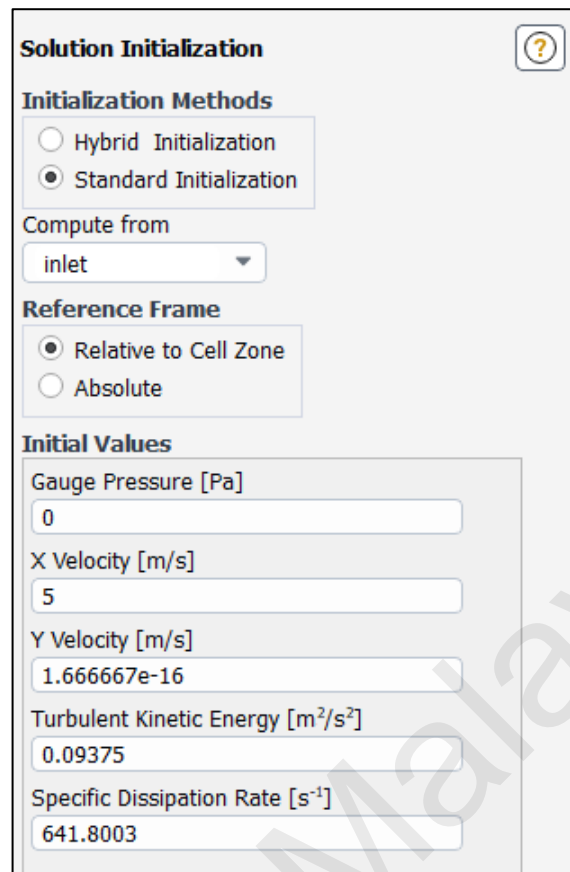 Solution Initialization
?
Initialization Methods
Hybrid Initialization
Standard Initialization
Compute from
inlet
Reference Frame
Relative to Cell Zone
Absolute
Initial Values
Gauge Pressure [Pa]
0
X Velocity [m/s]
5
Y Velocity [m/s]
1.666667e-16
Turbulent Kinetic Energy [m²/s²]
0.09375
Specific Dissipation Rate [s⁻¹]
641.8003
Malay